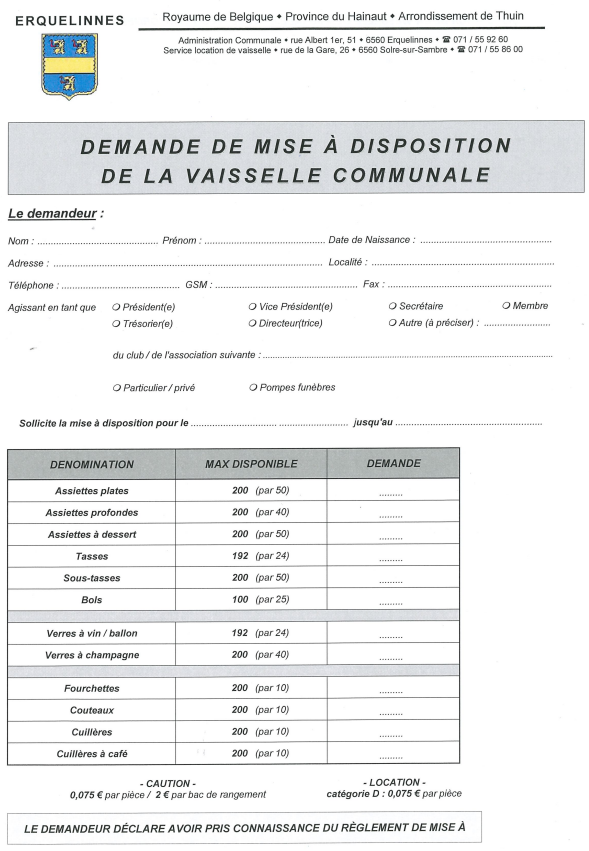 ERQUELINNES
Royaume de Belgique • Province du Hainaut • Arrondissement de Thuin
Administration Communale • rue Albert 1er, 51 • 6560 Erquelinnes • ☎ 071 / 55 92 60
Service location de vaisselle • rue de la Gare, 26 • 6560 Solre-sur-Sambre • ☎ 071 / 55 86 00
DEMANDE DE MISE À DISPOSITION
DE LA VAISSELLE COMMUNALE
Le demandeur :
Nom : ........................ Prénom : ........................ Date de Naissance : ........................
Adresse : ........................ Localité : ........................
Téléphone : ........................ GSM : ........................ Fax : ........................
Agissant en tant que ❍ Président(e) ❍ Vice Président(e) ❍ Secrétaire ❍ Membre
❍ Trésorier(e) ❍ Directeur(trice) ❍ Autre (à préciser) : ........................
du club / de l'association suivante : ........................
❍ Particulier / privé ❍ Pompes funèbres
Sollicite la mise à disposition pour le ........................ jusqu'au ........................
DENOMINATION MAX DISPONIBLE DEMANDE
Assiettes plates 200 (par 50) .........
Assiettes profondes 200 (par 40) .........
Assiettes à dessert 200 (par 50) .........
Tasses 192 (par 24) .........
Sous-tasses 200 (par 50) .........
Bols 100 (par 25) .........
Verres à vin / ballon 192 (par 24) .........
Verres à champagne 200 (par 40) .........
Fourchettes 200 (par 10) .........
Couteaux 200 (par 10) .........
Cuillères 200 (par 10) .........
Cuillères à café 200 (par 10) .........
- CAUTION - - LOCATION -
0,075 € par pièce / 2 € par bac de rangement catégorie D : 0,075 € par pièce
LE DEMANDEUR DÉCLARE AVOIR PRIS CONNAISSANCE DU RÈGLEMENT DE MISE À